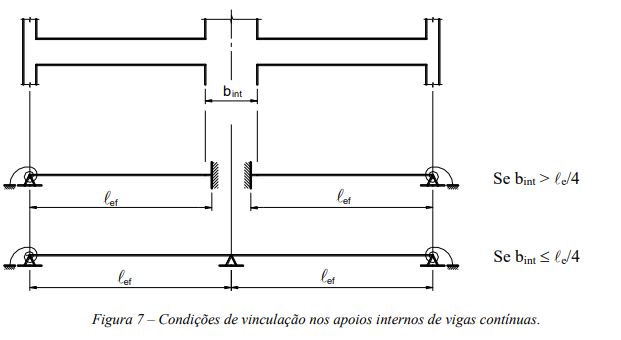 b int
ℓef
ℓef
Se bint > ℓe/4
ℓef
ℓef
Se bint ≤ ℓe/4
Figura 7 – Condições de vinculação nos apoios internos de vigas contínuas.